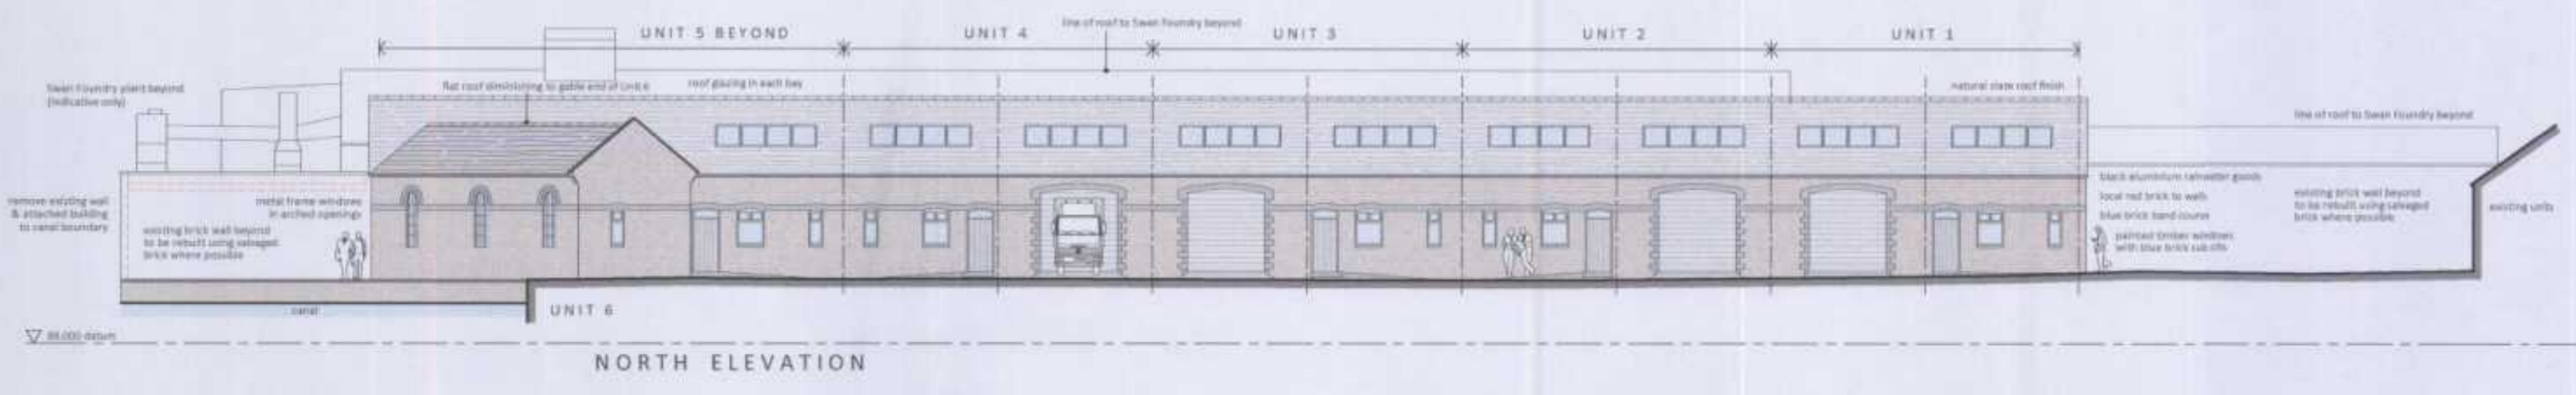 UNIT 5 BEYOND
UNIT 4
line of roof to Swan Foundry beyond
UNIT 3
UNIT 2
UNIT 1
Swan Foundry plant beyond
(indicative only)
flat roof diminishing to gable end of Unit 6
roof glazing in each bay
natural slate roof finish
line of roof to Swan Foundry beyond
remove existing wall
& attached building
to canal boundary
metal frame windows
in arched openings
existing brick wall beyond
to be rebuilt using salvaged
brick where possible
black aluminium rainwater goods
local red brick to walls
blue brick band course
painted timber windows
with blue brick sub cills
existing brick wall beyond
to be rebuilt using salvaged
brick where possible
existing units
canal
UNIT 6
datum
NORTH ELEVATION